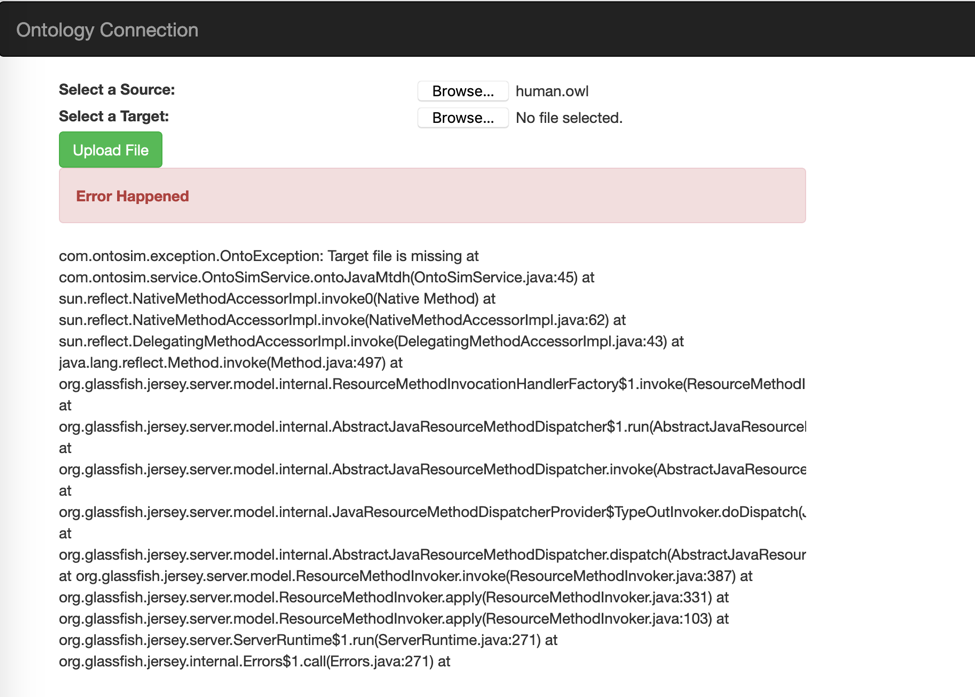 Ontology Connection
Select a Source: Browse... human.owl
Select a Target: Browse... No file selected.
Upload File
Error Happened
com.ontosim.exception.OntoException: Target file is missing at
com.ontosim.service.OntoSimService.ontoJavaMtdh(OntoSimService.java:45) at
sun.reflect.NativeMethodAccessorImpl.invoke0(Native Method) at
sun.reflect.NativeMethodAccessorImpl.invoke(NativeMethodAccessorImpl.java:62) at
sun.reflect.DelegatingMethodAccessorImpl.invoke(DelegatingMethodAccessorImpl.java:43) at
java.lang.reflect.Method.invoke(Method.java:497) at
org.glassfish.jersey.server.model.internal.ResourceMethodInvocationHandlerFactory$1.invoke(ResourceMethodI
at
org.glassfish.jersey.server.model.internal.AbstractJavaResourceMethodDispatcher$1.run(AbstractJavaResource
at
org.glassfish.jersey.server.model.internal.AbstractJavaResourceMethodDispatcher.invoke(AbstractJavaResource
at
org.glassfish.jersey.server.model.internal.JavaResourceMethodDispatcherProvider$TypeOutInvoker.doDispatch(
at
org.glassfish.jersey.server.model.internal.AbstractJavaResourceMethodDispatcher.dispatch(AbstractJavaResour
at org.glassfish.jersey.server.model.ResourceMethodInvoker.invoke(ResourceMethodInvoker.java:387) at
org.glassfish.jersey.server.model.ResourceMethodInvoker.apply(ResourceMethodInvoker.java:331) at
org.glassfish.jersey.server.model.ResourceMethodInvoker.apply(ResourceMethodInvoker.java:103) at
org.glassfish.jersey.server.ServerRuntime$1.run(ServerRuntime.java:271) at
org.glassfish.jersey.internal.Errors$1.call(Errors.java:271) at